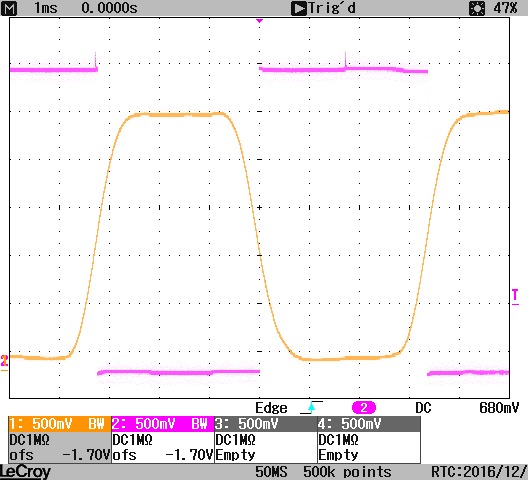 M 1ms 0.0000s Trig'd 47%
T
2
Edge 2 DC 680mV
1: 500mV BW 2: 500mV BW 3: 500mV 4: 500mV
DC1MΩ DC1MΩ DC1MΩ DC1MΩ
ofs -1.70V ofs -1.70V Empty Empty
LeCroy 50MS 500k points RTC:2016/12/